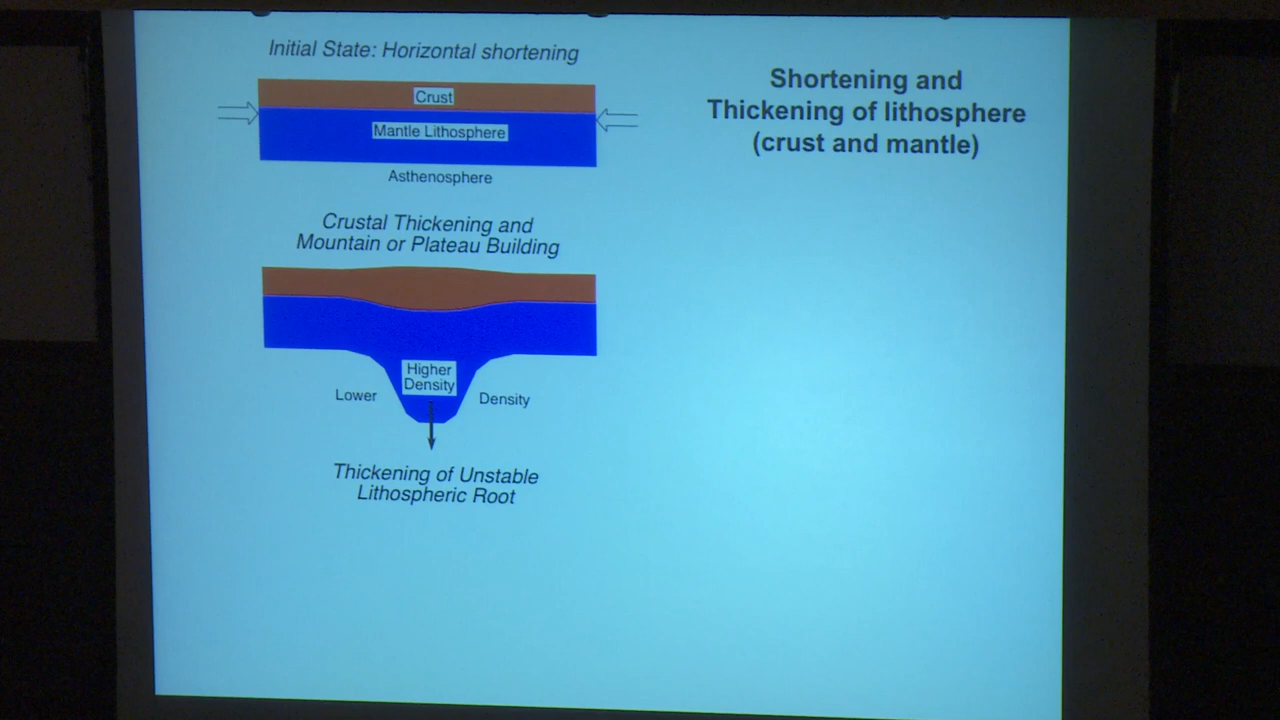 Initial State: Horizontal shortening
Crust
Mantle Lithosphere
Asthenosphere
Shortening and
Thickening of lithosphere
(crust and mantle)
Crustal Thickening and
Mountain or Plateau Building
Higher
Density
Lower
Density
Thickening of Unstable
Lithospheric Root